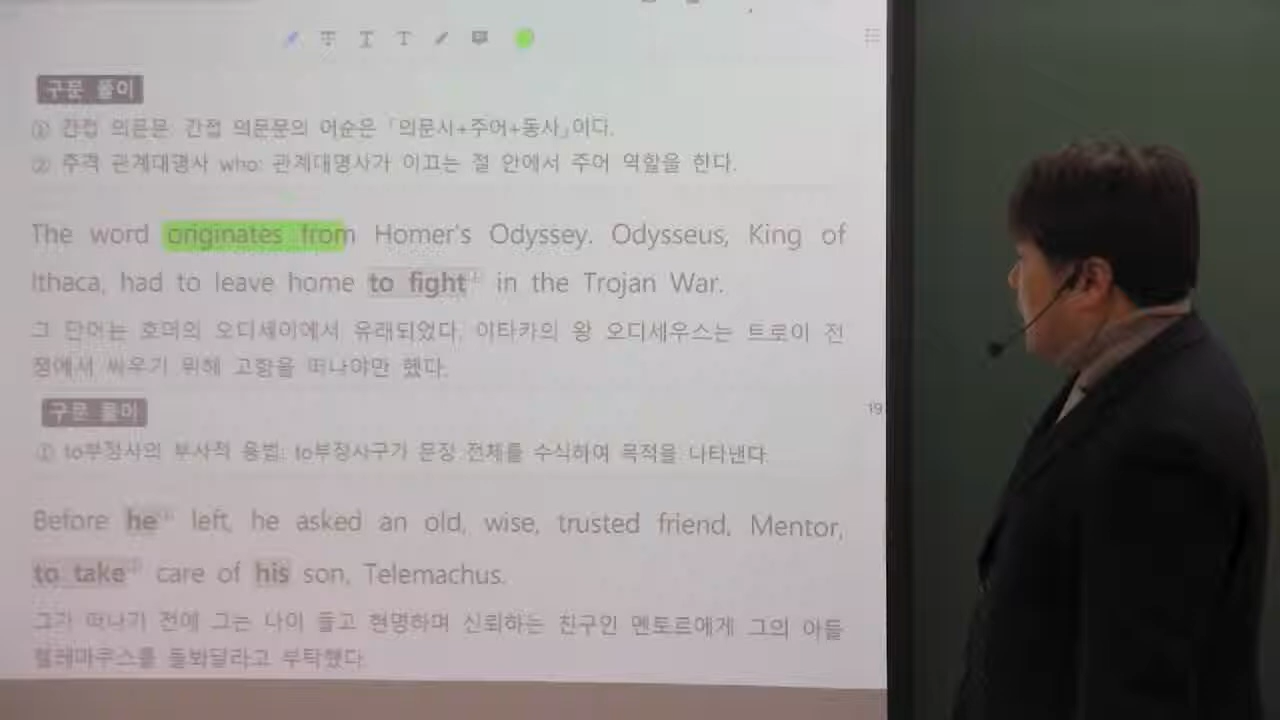 구문 풀이
① 간접 의문문: 간접 의문문의 어순은 「의문사+주어+동사」이다.
② 주격 관계대명사 who: 관계대명사가 이끄는 절 안에서 주어 역할을 한다.
The word originates from Homer's Odyssey. Odysseus, King of
Ithaca, had to leave home to fight① in the Trojan War.
그 단어는 호머의 오디세이에서 유래되었다. 이타카의 왕 오디세우스는 트로이 전
쟁에서 싸우기 위해 고향을 떠나야만 했다.
구문 풀이
19
① to부정사의 부사적 용법: to부정사구가 문장 전체를 수식하여 목적을 나타낸다.
Before he① left, he asked an old, wise, trusted friend, Mentor,
to take② care of his son, Telemachus.
그가 떠나기 전에 그는 나이 들고 현명하며 신뢰하는 친구인 멘토르에게 그의 아들
텔레마쿠스를 돌봐달라고 부탁했다.